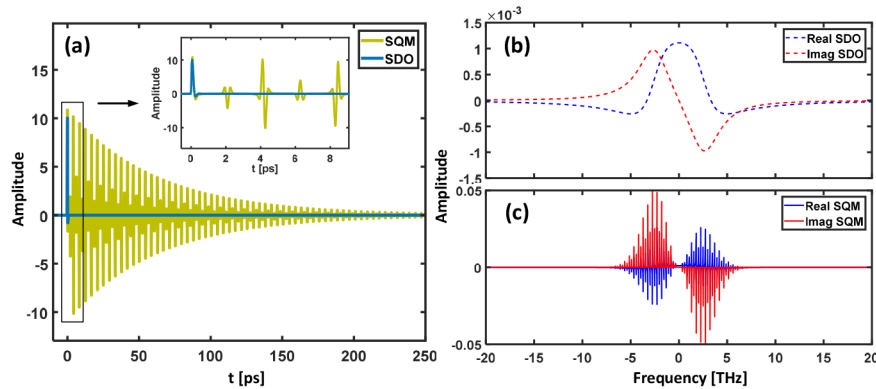 (a)
SQM
SDO
Amplitude
15
10
5
0
-5
-10
0
50
100
150
200
250
t [ps]
Amplitude
10
0
-10
0
2
4
6
8
t [ps]
×10⁻³
(b)
Real SDO
Imag SDO
1.5
1
0.5
0
-0.5
-1
-1.5
(c)
Real SQM
Imag SQM
Amplitude
0.05
0
-0.05
-20
-15
-10
-5
0
5
10
15
20
Frequency [THz]